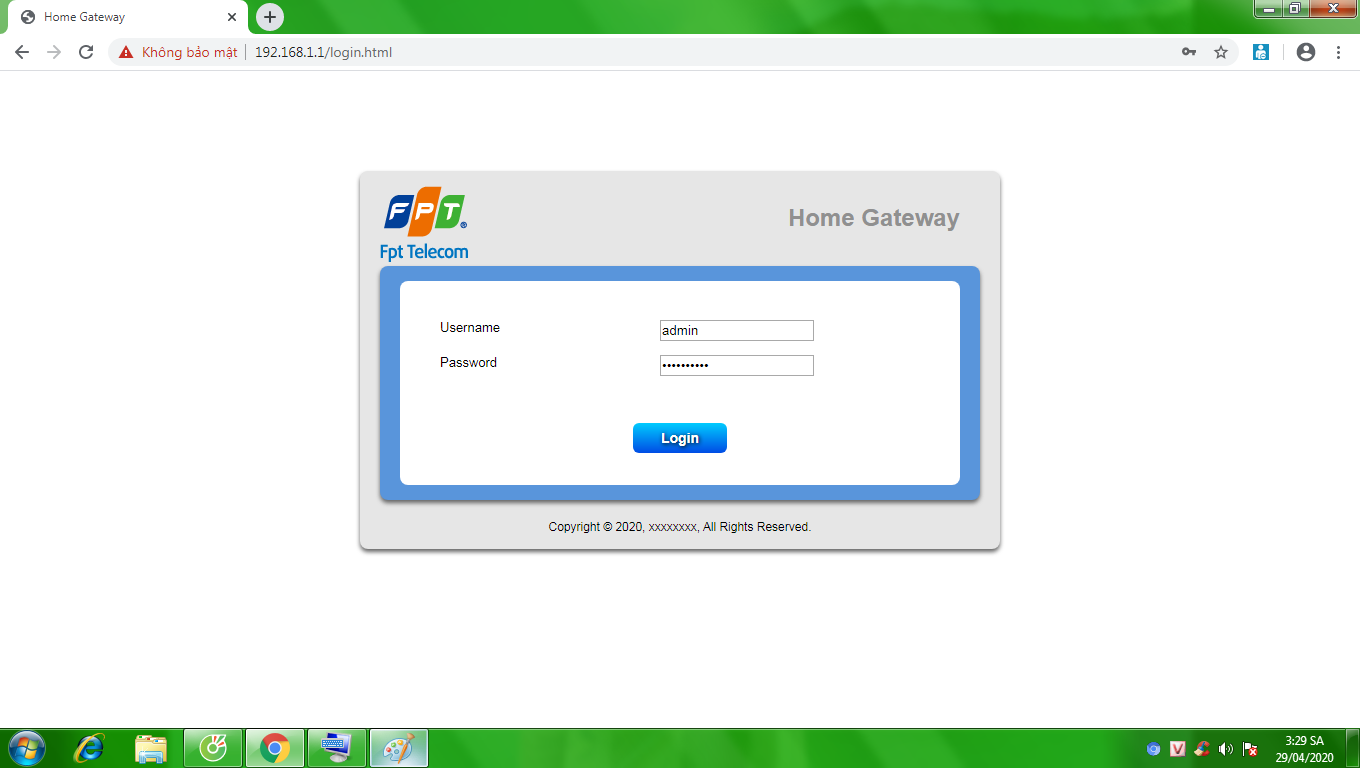 Home Gateway
Không bảo mật 192.168.1.1/login.html
FPT®
Fpt Telecom
Home Gateway
Username admin
Password ••••••••••
Login
Copyright © 2020, xxxxxxxx, All Rights Reserved.
V
3:29 SA
29/04/2020